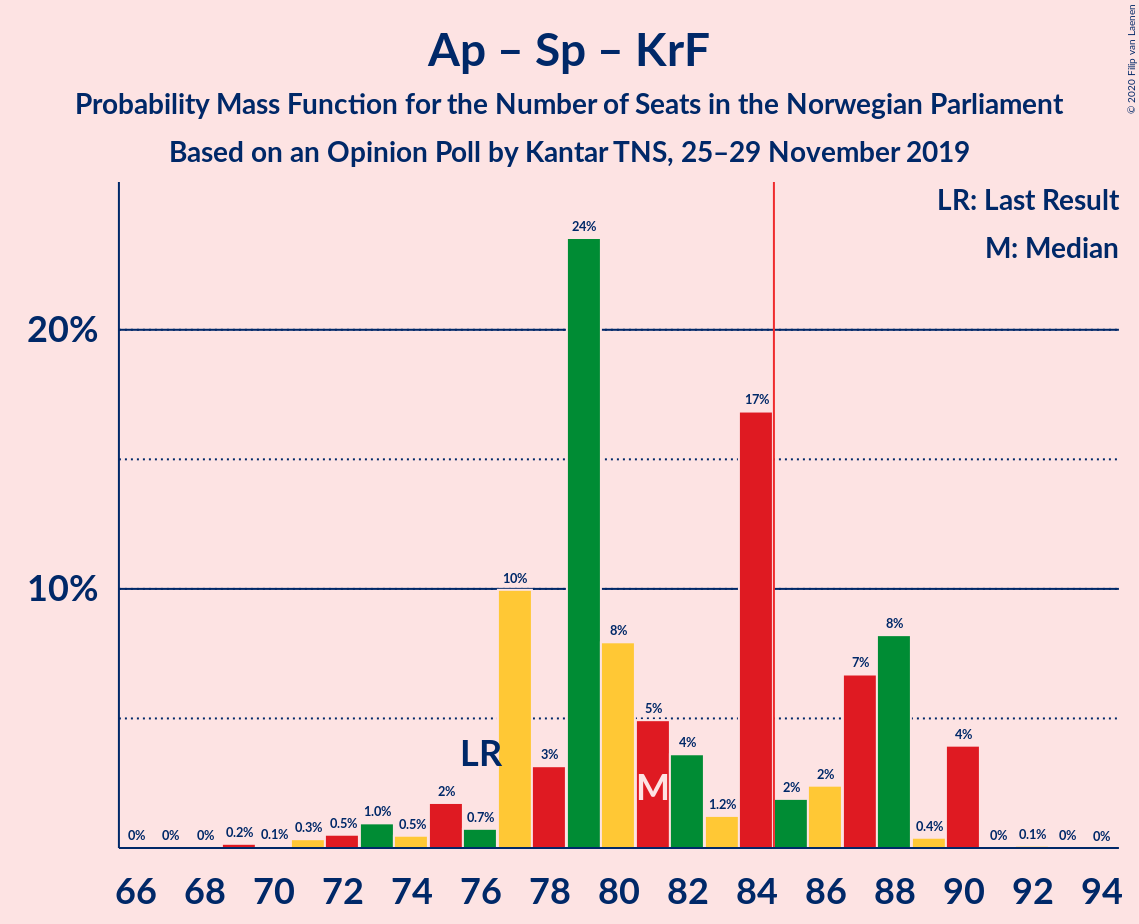 Ap – Sp – KrF
Probability Mass Function for the Number of Seats in the Norwegian Parliament
Based on an Opinion Poll by Kantar TNS, 25–29 November 2019
© 2020 Filip van Laenen
LR: Last Result
M: Median
20%
10%
0% 0% 0% 0.2% 0.1% 0.3% 0.5% 1.0% 0.5% 2% 0.7% 10% 3% 24% 8% 5% 4% 1.2% 17% 2% 2% 7% 8% 0.4% 4% 0% 0.1% 0% 0%
LR
M
66 68 70 72 74 76 78 80 82 84 86 88 90 92 94